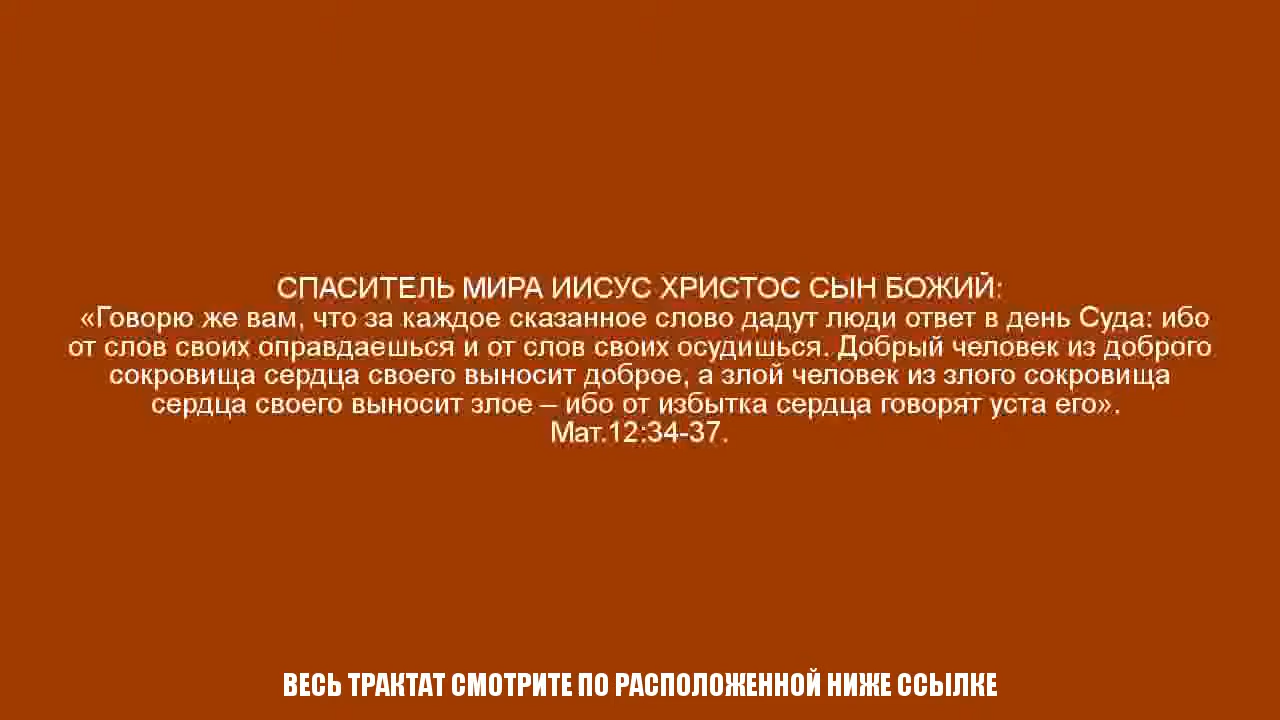 СПАСИТЕЛЬ МИРА ИИСУС ХРИСТОС СЫН БОЖИЙ:
«Говорю же вам, что за каждое сказанное слово дадут люди ответ в день Суда: ибо
от слов своих оправдаешься и от слов своих осудишься. Добрый человек из доброго
сокровища сердца своего выносит доброе, а злой человек из злого сокровища
сердца своего выносит злое – ибо от избытка сердца говорят уста его».
Мат.12:34-37.
ВЕСЬ ТРАКТАТ СМОТРИТЕ ПО РАСПОЛОЖЕННОЙ НИЖЕ ССЫЛКЕ